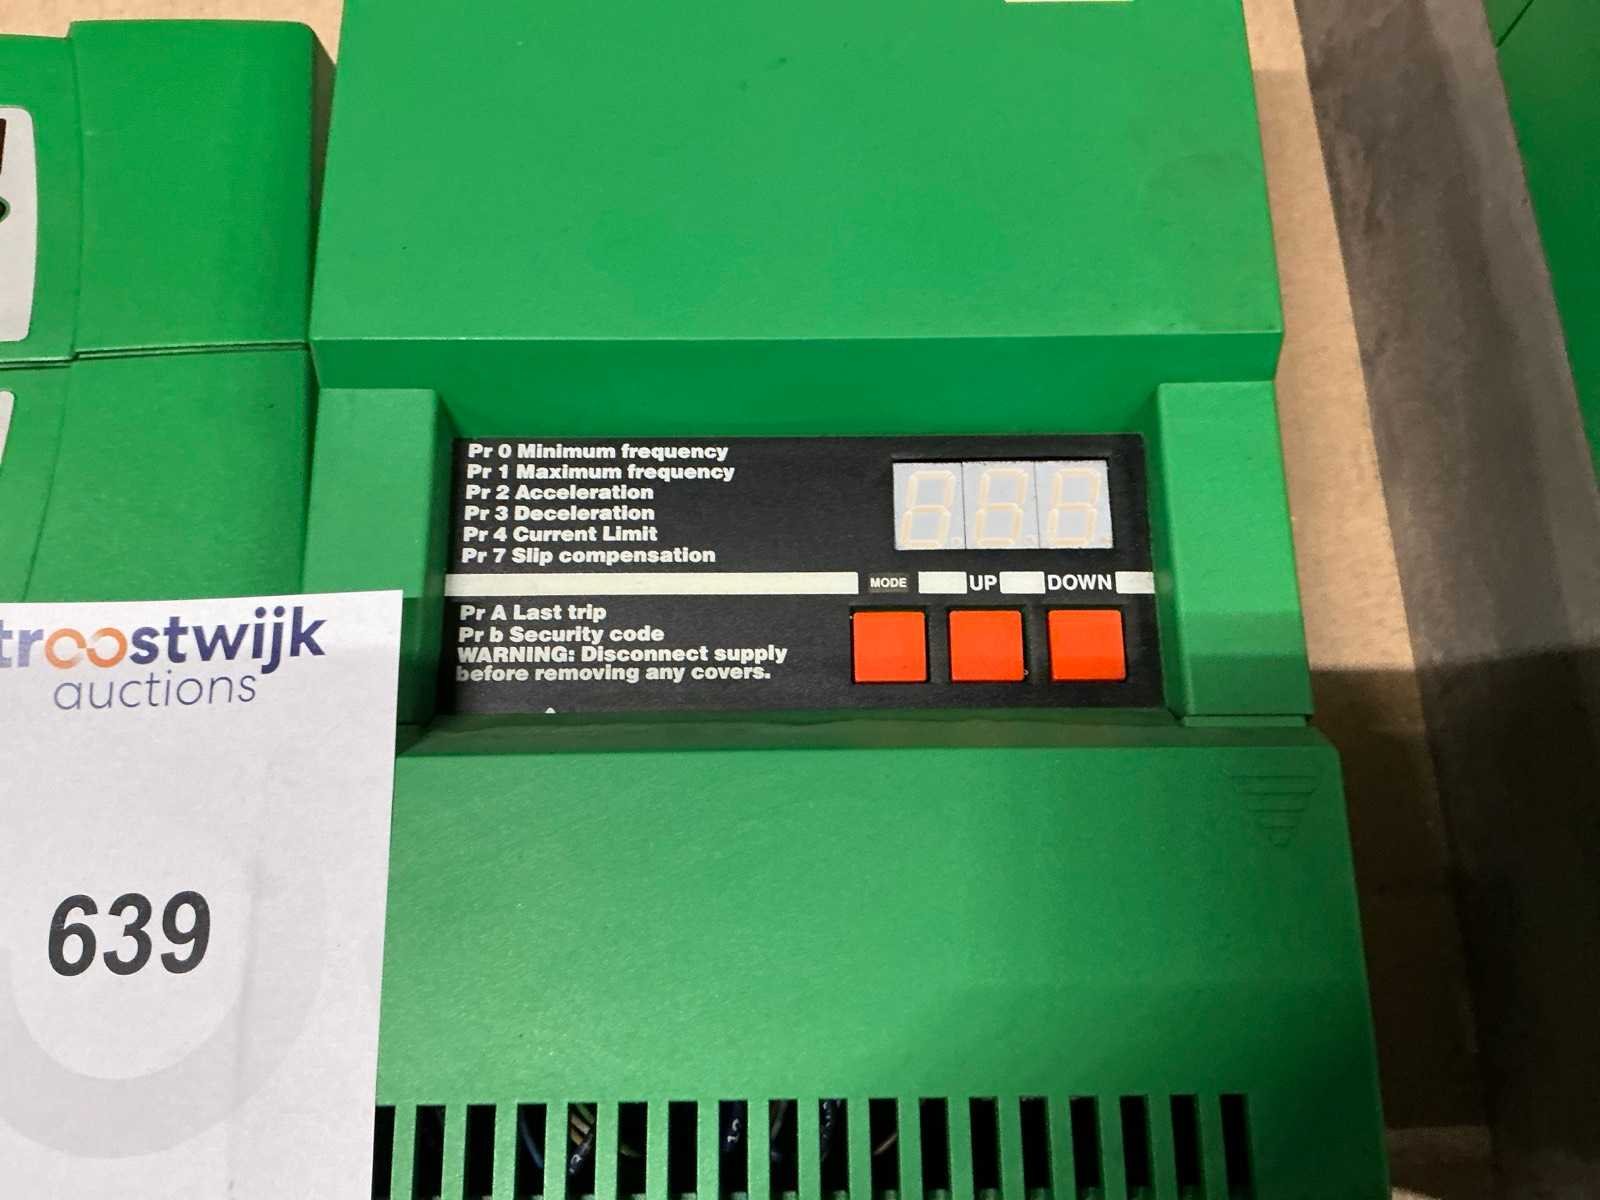 Pr 0 Minimum frequency
Pr 1 Maximum frequency
Pr 2 Acceleration
Pr 3 Deceleration
Pr 4 Current Limit
Pr 7 Slip compensation
MODE UP DOWN
Pr A Last trip
Pr b Security code
WARNING: Disconnect supply
before removing any covers.
troostwijk
auctions
639